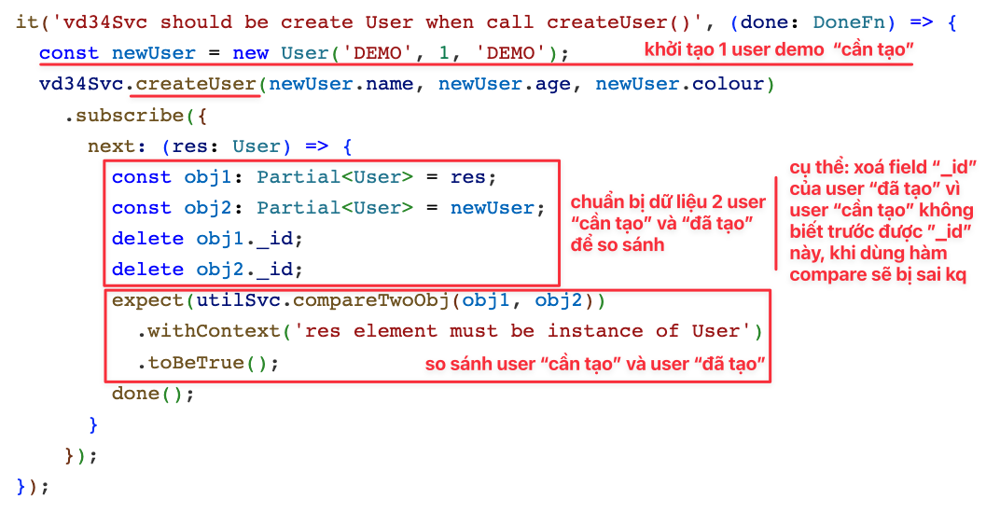 it('vd34Svc should be create User when call createUser()', (done: DoneFn) => {
const newUser = new User('DEMO', 1, 'DEMO');
khởi tạo 1 user demo “cần tạo”
vd34Svc.createUser(newUser.name, newUser.age, newUser.colour)
.subscribe({
next: (res: User) => {
const obj1: Partial<User> = res;
const obj2: Partial<User> = newUser;
delete obj1._id;
delete obj2._id;
chuẩn bị dữ liệu 2 user
“cần tạo” và “đã tạo”
để so sánh
cụ thể: xoá field “_id”
của user “đã tạo” vì
user “cần tạo” không
biết trước được ”_id”
này, khi dùng hàm
compare sẽ bị sai kq
expect(utilSvc.compareTwoObj(obj1, obj2))
.withContext('res element must be instance of User')
.toBeTrue();
so sánh user “cần tạo” và user “đã tạo”
done();
}
});
});